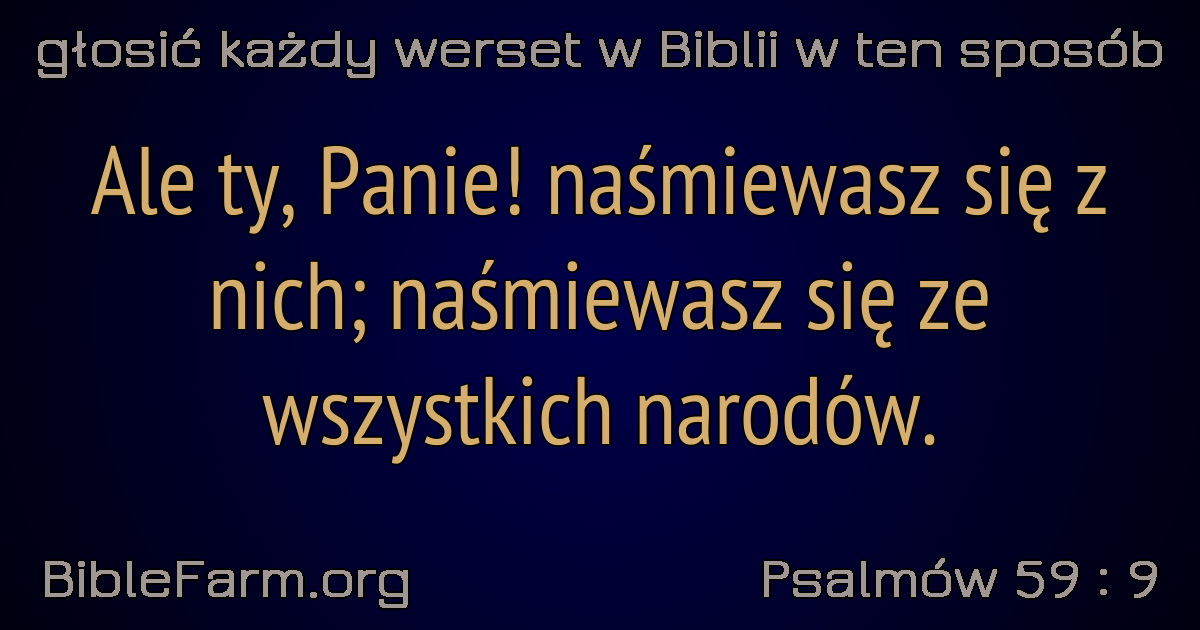 głosić każdy werset w Biblii w ten sposób
Ale ty, Panie! naśmiewasz się z
nich; naśmiewasz się ze
wszystkich narodów.
BibleFarm.org
Psalmów 59 : 9